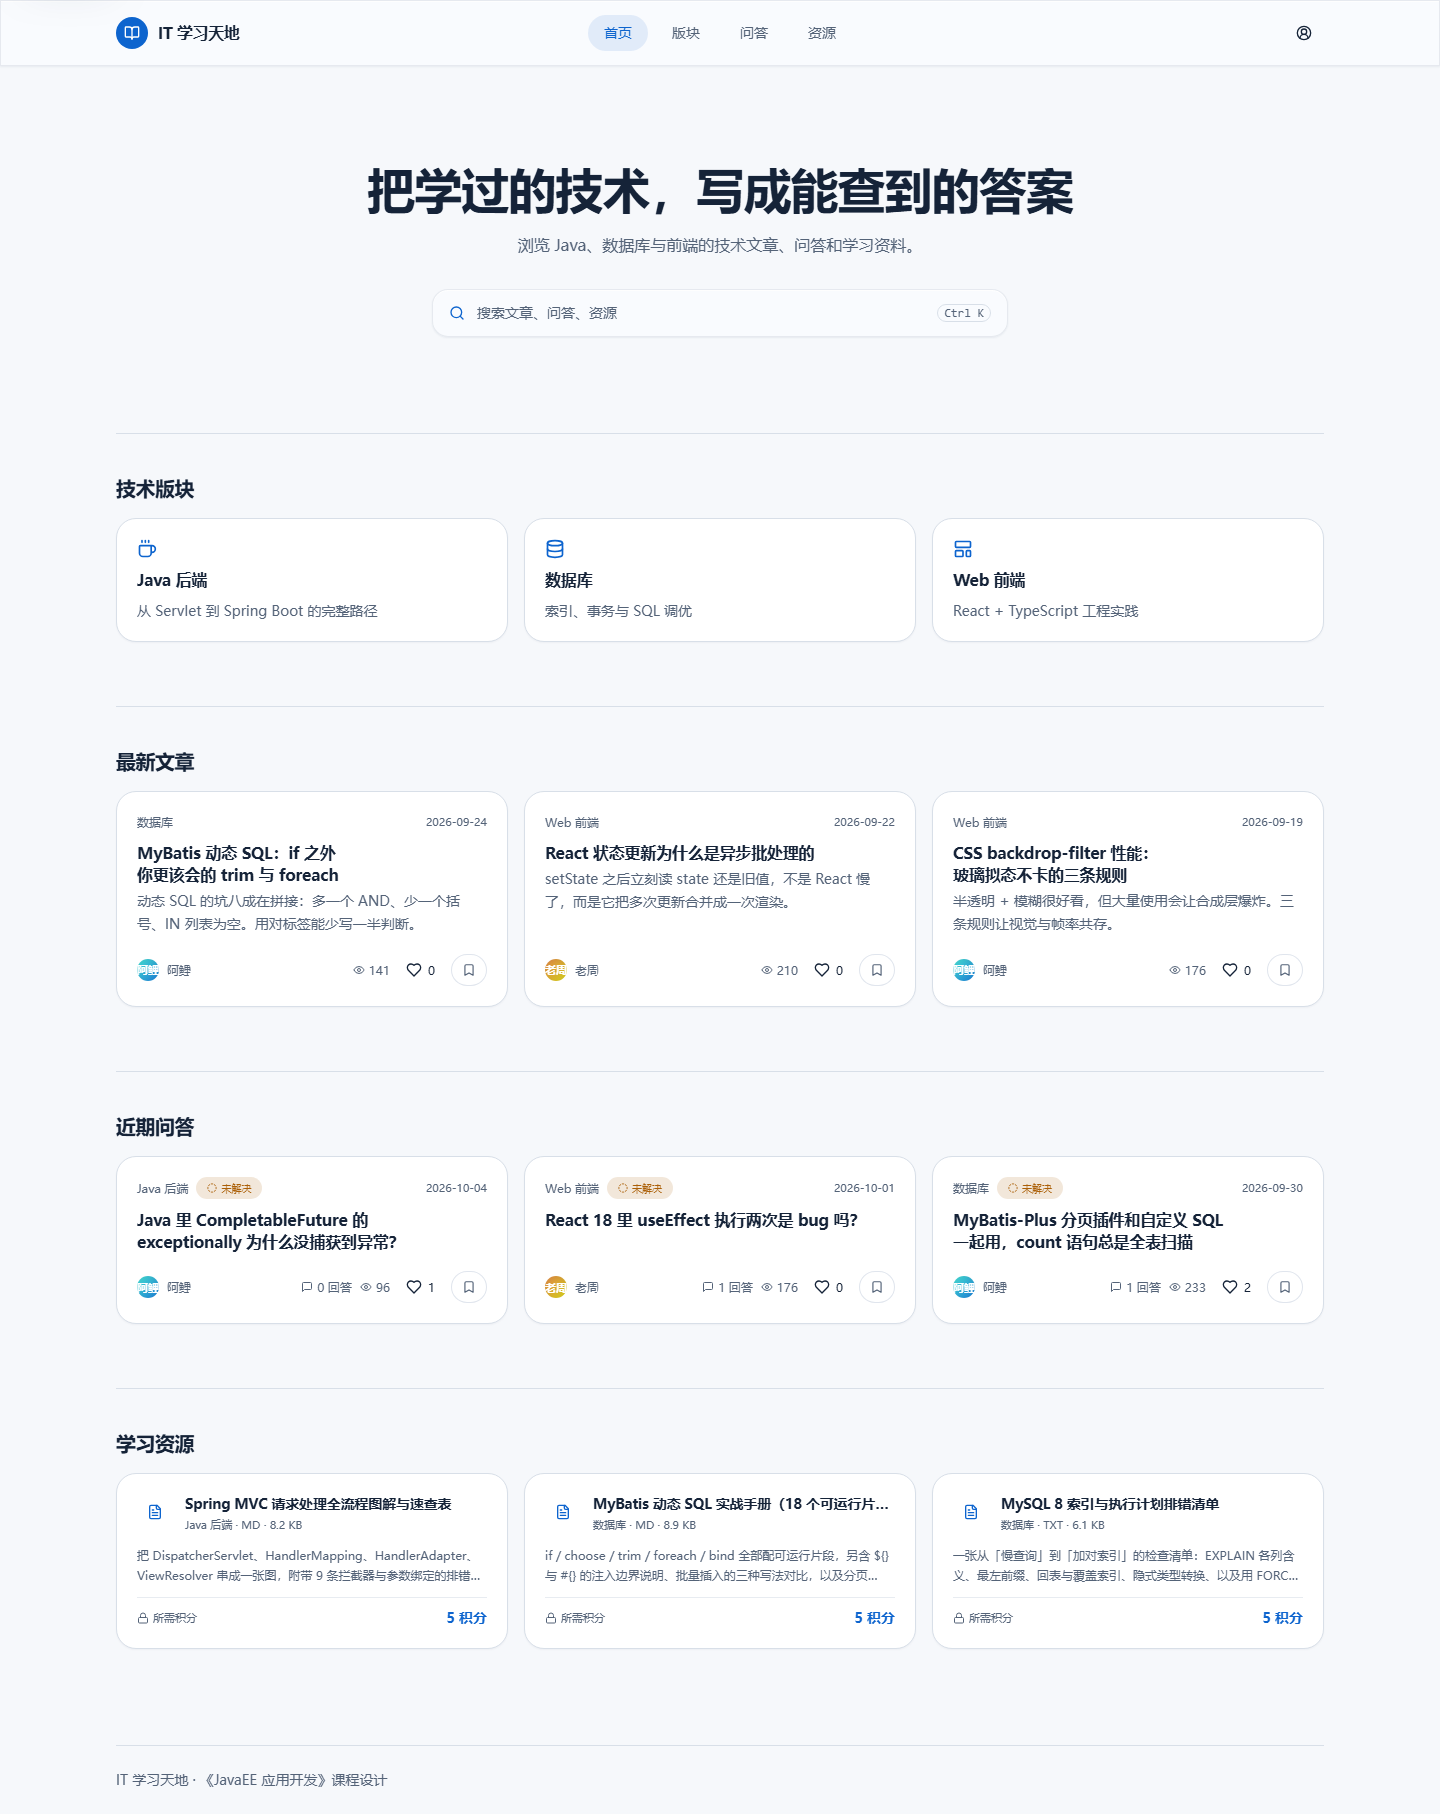 IT 学习天地
首页
版块
问答
资源
把学过的技术，写成能查到的答案
浏览 Java、数据库与前端的技术文章、问答和学习资料。
搜索文章、问答、资源
Ctrl K
技术版块
Java 后端
从 Servlet 到 Spring Boot 的完整路径
数据库
索引、事务与 SQL 调优
Web 前端
React + TypeScript 工程实践
最新文章
数据库
2026-09-24
MyBatis 动态 SQL：if 之外
你更该会的 trim 与 foreach
动态 SQL 的坑八成在拼接：多一个 AND、少一个括
号、IN 列表为空。用对标签能少写一半判断。
阿鲤
阿鲤
141
0
Web 前端
2026-09-22
React 状态更新为什么是异步批处理的
setState 之后立刻读 state 还是旧值，不是 React 慢
了，而是它把多次更新合并成一次渲染。
老周
老周
210
0
Web 前端
2026-09-19
CSS backdrop-filter 性能：
玻璃拟态不卡的三条规则
半透明 + 模糊很好看，但大量使用会让合成层爆炸。三
条规则让视觉与帧率共存。
阿鲤
阿鲤
176
0
近期问答
Java 后端
未解决
2026-10-04
Java 里 CompletableFuture 的
exceptionally 为什么没捕获到异常？
阿鲤
阿鲤
0 回答
96
1
Web 前端
未解决
2026-10-01
React 18 里 useEffect 执行两次是 bug 吗？
老周
老周
1 回答
176
0
数据库
未解决
2026-09-30
MyBatis-Plus 分页插件和自定义 SQL
一起用，count 语句总是全表扫描
阿鲤
阿鲤
1 回答
233
2
学习资源
Spring MVC 请求处理全流程图解与速查表
Java 后端 · MD · 8.2 KB
把 DispatcherServlet、HandlerMapping、HandlerAdapter、
ViewResolver 串成一张图，附带 9 条拦截器与参数绑定的排错...
所需积分
5 积分
MyBatis 动态 SQL 实战手册（18 个可运行片...
数据库 · MD · 8.9 KB
if / choose / trim / foreach / bind 全部配可运行片段，另含 ${}
与 #{} 的注入边界说明、批量插入的三种写法对比，以及分页...
所需积分
5 积分
MySQL 8 索引与执行计划排错清单
数据库 · TXT · 6.1 KB
一张从「慢查询」到「加对索引」的检查清单：EXPLAIN 各列含
义、最左前缀、回表与覆盖索引、隐式类型转换、以及用 FORC...
所需积分
5 积分
IT 学习天地 · 《JavaEE 应用开发》课程设计